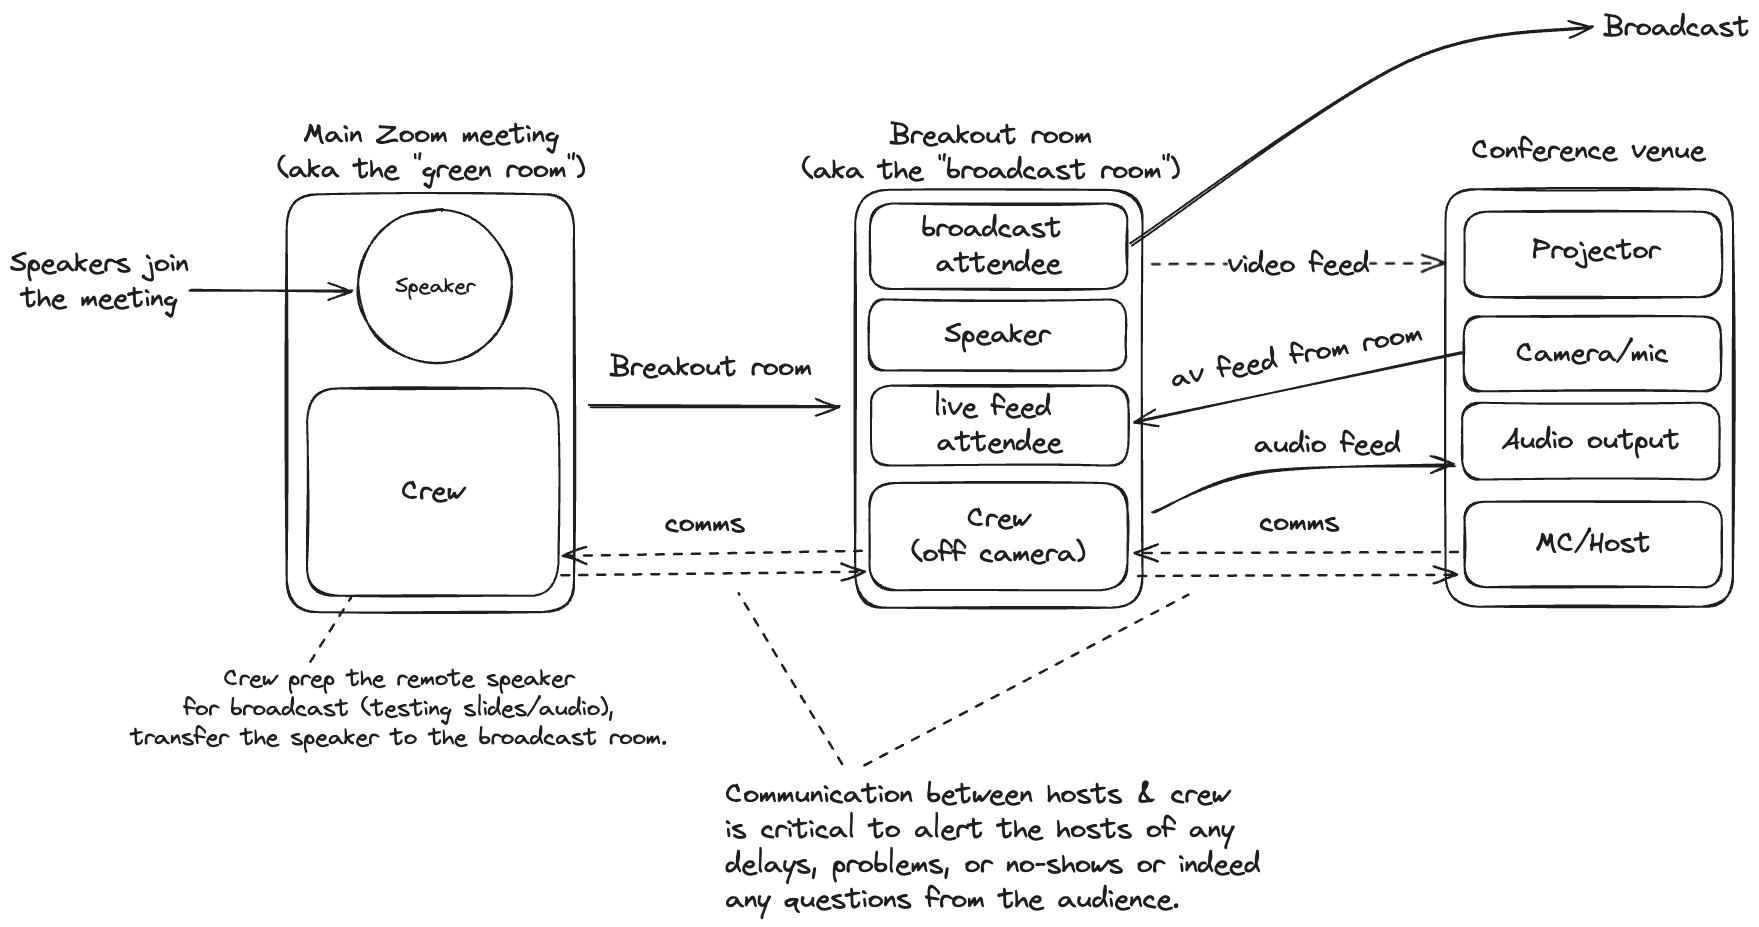 Broadcast
Main Zoom meeting
(aka the "green room")
Breakout room
(aka the "broadcast room")
Conference venue
Speakers join
the meeting
Speaker
Crew
Breakout room
comms
broadcast
attendee
Speaker
live feed
attendee
Crew
(off camera)
video feed
av feed from room
audio feed
comms
Projector
Camera/mic
Audio output
MC/Host
Crew prep the remote speaker
for broadcast (testing slides/audio),
transfer the speaker to the broadcast room.
Communication between hosts & crew
is critical to alert the hosts of any
delays, problems, or no-shows or indeed
any questions from the audience.